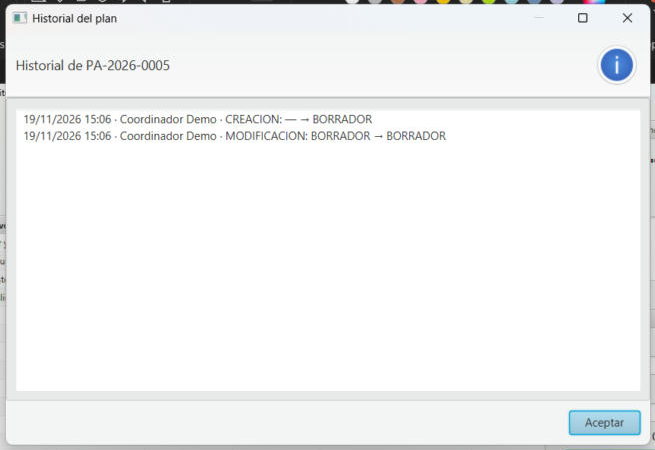 Historial del plan
Historial de PA-2026-0005
19/11/2026 15:06 · Coordinador Demo · CREACION: — → BORRADOR
19/11/2026 15:06 · Coordinador Demo · MODIFICACION: BORRADOR → BORRADOR
Aceptar